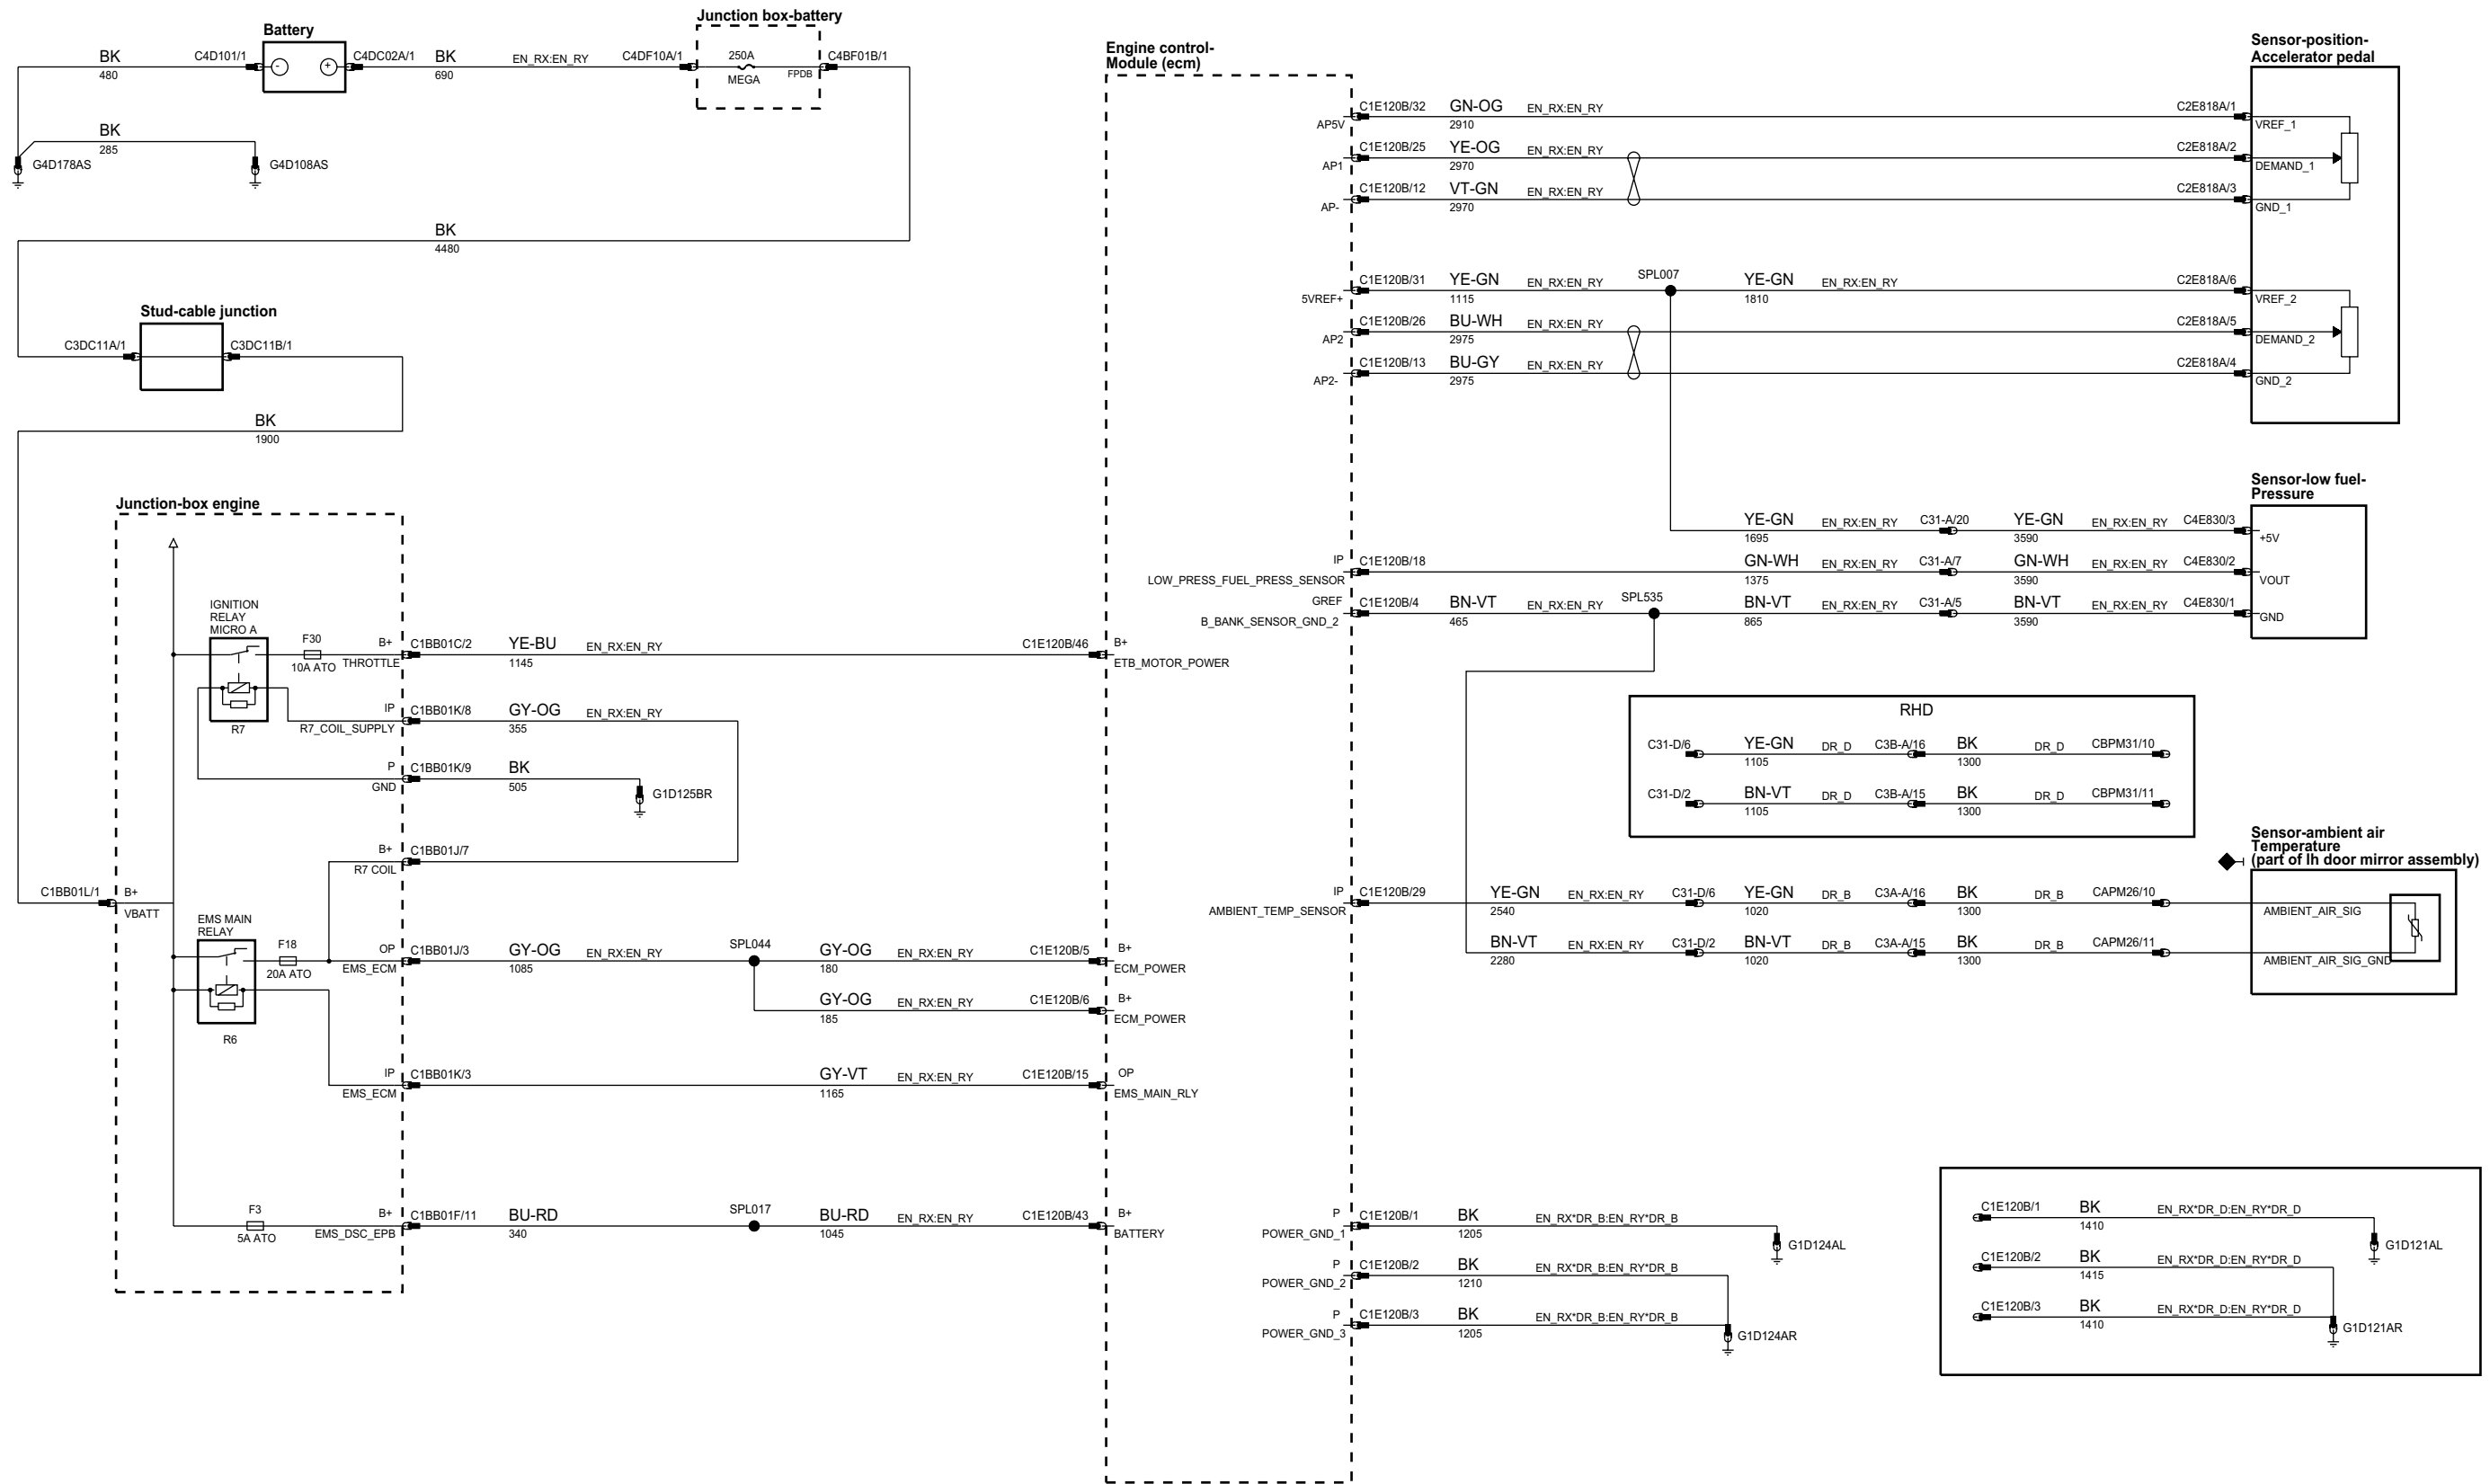 Junction box-battery
Battery
BK
480
C4D101/1
-
+
C4DC02A/1
BK
690
EN_RX:EN_RY
C4DF10A/1
250A
MEGA
FPDB
C4BF01B/1
BK
285
G4D178AS
G4D108AS
BK
4480
Stud-cable junction
C3DC11A/1
C3DC11B/1
BK
1900
Junction-box engine
IGNITION
RELAY
MICRO A
F30
10A ATO
B+
THROTTLE
C1BB01C/2
YE-BU
1145
EN_RX:EN_RY
C1E120B/46
B+
ETB_MOTOR_POWER
R7
IP
R7_COIL_SUPPLY
C1BB01K/8
GY-OG
355
EN_RX:EN_RY
P
GND
C1BB01K/9
BK
505
G1D125BR
B+
R7 COIL
C1BB01J/7
C1BB01L/1
B+
VBATT
EMS MAIN
RELAY
F18
20A ATO
R6
OP
EMS_ECM
C1BB01J/3
GY-OG
1085
EN_RX:EN_RY
SPL044
GY-OG
180
EN_RX:EN_RY
C1E120B/5
B+
ECM_POWER
GY-OG
185
EN_RX:EN_RY
C1E120B/6
B+
ECM_POWER
IP
EMS_ECM
C1BB01K/3
GY-VT
1165
EN_RX:EN_RY
C1E120B/15
OP
EMS_MAIN_RLY
F3
5A ATO
B+
EMS_DSC_EPB
C1BB01F/11
BU-RD
340
SPL017
BU-RD
1045
EN_RX:EN_RY
C1E120B/43
B+
BATTERY
Engine control-
Module (ecm)
AP5V
C1E120B/32
GN-OG
2910
EN_RX:EN_RY
C2E818A/1
VREF_1
AP1
C1E120B/25
YE-OG
2970
EN_RX:EN_RY
C2E818A/2
DEMAND_1
AP-
C1E120B/12
VT-GN
2970
EN_RX:EN_RY
C2E818A/3
GND_1
5VREF+
C1E120B/31
YE-GN
1115
EN_RX:EN_RY
SPL007
YE-GN
1810
EN_RX:EN_RY
C2E818A/6
VREF_2
AP2
C1E120B/26
BU-WH
2975
EN_RX:EN_RY
C2E818A/5
DEMAND_2
AP2-
C1E120B/13
BU-GY
2975
EN_RX:EN_RY
C2E818A/4
GND_2
Sensor-position-
Accelerator pedal
Sensor-low fuel-
Pressure
YE-GN
1695
EN_RX:EN_RY
C31-A/20
YE-GN
3590
EN_RX:EN_RY
C4E830/3
+5V
IP
LOW_PRESS_FUEL_PRESS_SENSOR
C1E120B/18
GN-WH
1375
EN_RX:EN_RY
C31-A/7
GN-WH
3590
EN_RX:EN_RY
C4E830/2
VOUT
GREF
B_BANK_SENSOR_GND_2
C1E120B/4
BN-VT
465
EN_RX:EN_RY
SPL535
BN-VT
865
EN_RX:EN_RY
C31-A/5
BN-VT
3590
EN_RX:EN_RY
C4E830/1
GND
RHD
C31-D/6
YE-GN
1105
DR_D
C3B-A/16
BK
1300
DR_D
CBPM31/10
C31-D/2
BN-VT
1105
DR_D
C3B-A/15
BK
1300
DR_D
CBPM31/11
Sensor-ambient air
Temperature
(part of lh door mirror assembly)
IP
AMBIENT_TEMP_SENSOR
C1E120B/29
YE-GN
2540
EN_RX:EN_RY
C31-D/6
YE-GN
1020
DR_B
C3A-A/16
BK
1300
DR_B
CAPM26/10
AMBIENT_AIR_SIG
BN-VT
2280
EN_RX:EN_RY
C31-D/2
BN-VT
1020
DR_B
C3A-A/15
BK
1300
DR_B
CAPM26/11
AMBIENT_AIR_SIG_GND
P
POWER_GND_1
C1E120B/1
BK
1205
EN_RX*DR_B:EN_RY*DR_B
G1D124AL
P
POWER_GND_2
C1E120B/2
BK
1210
EN_RX*DR_B:EN_RY*DR_B
P
POWER_GND_3
C1E120B/3
BK
1205
EN_RX*DR_B:EN_RY*DR_B
G1D124AR
C1E120B/1
BK
1410
EN_RX*DR_D:EN_RY*DR_D
G1D121AL
C1E120B/2
BK
1415
EN_RX*DR_D:EN_RY*DR_D
C1E120B/3
BK
1410
EN_RX*DR_D:EN_RY*DR_D
G1D121AR